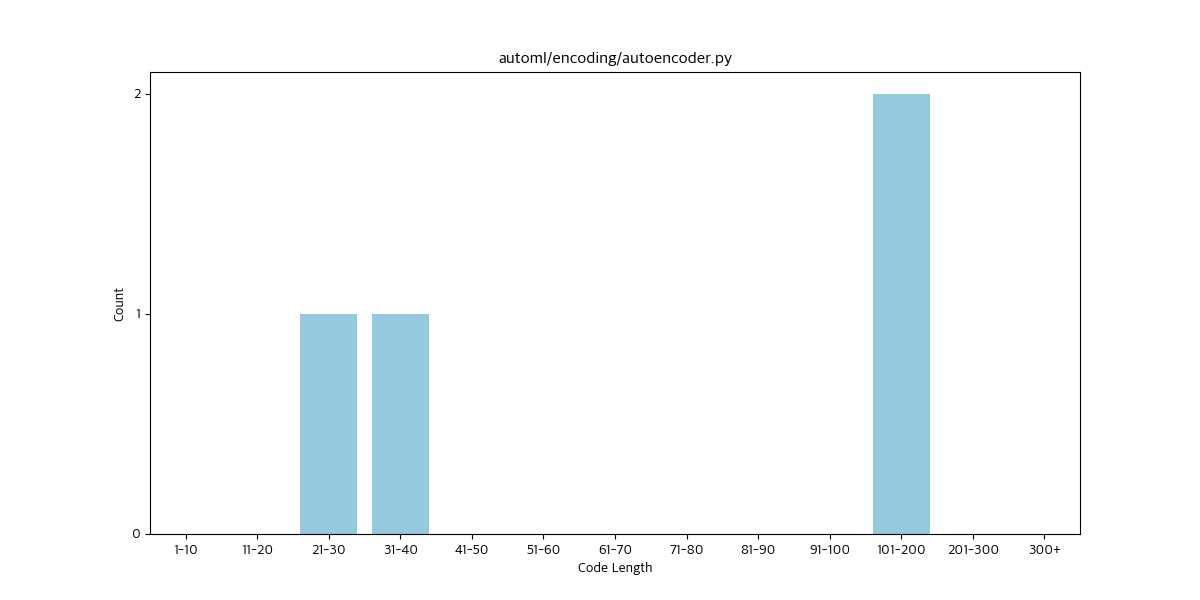 automl/encoding/autoencoder.py
2
1
0
Count
1-10 11-20 21-30 31-40 41-50 51-60 61-70 71-80 81-90 91-100 101-200 201-300 300+
Code Length